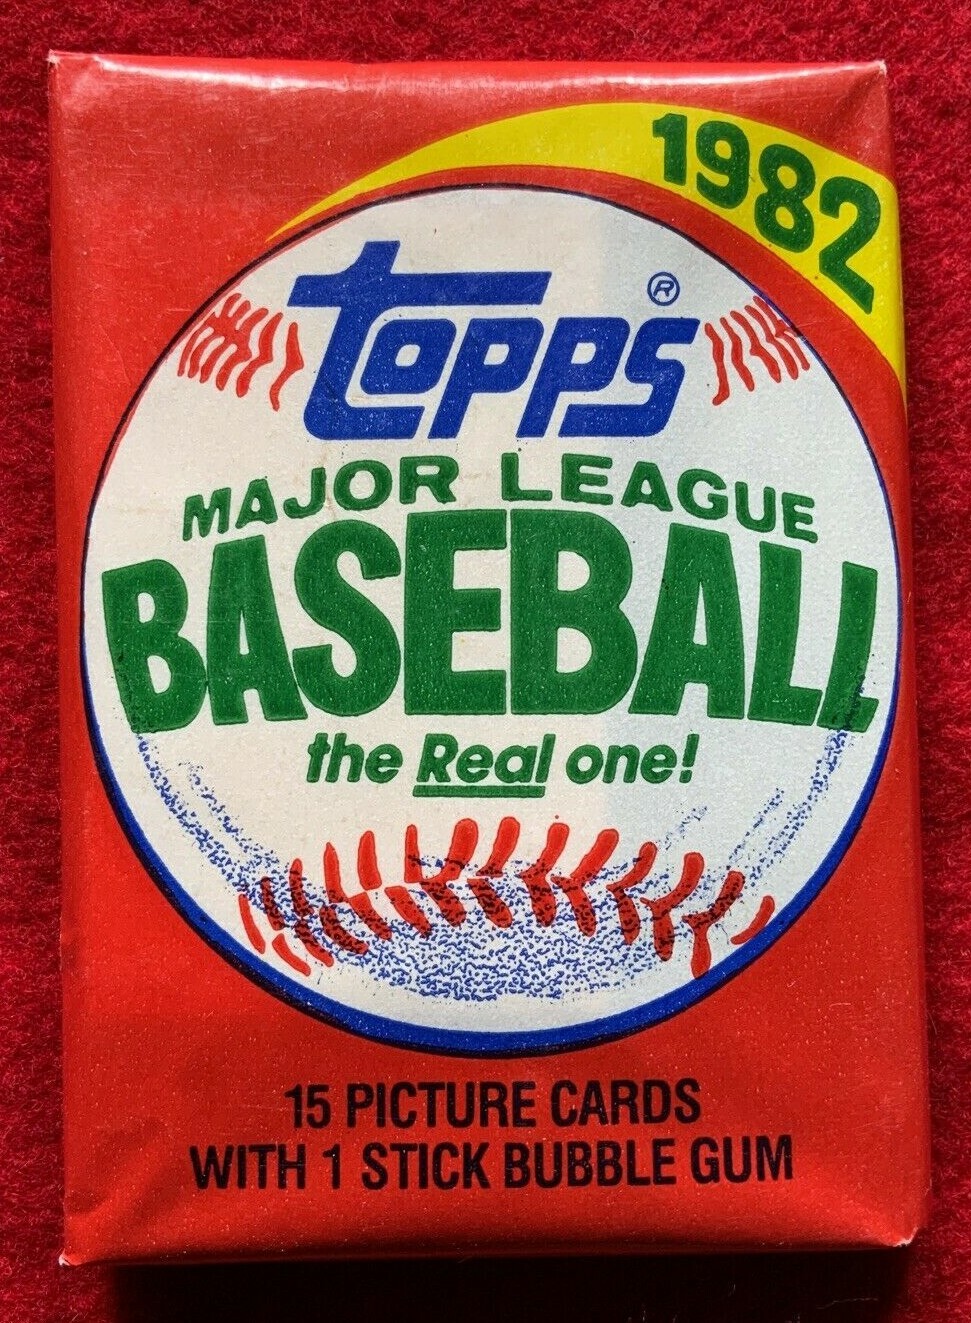 1982
topps®
MAJOR LEAGUE
BASEBALL
the Real one!
15 PICTURE CARDS
WITH 1 STICK BUBBLE GUM